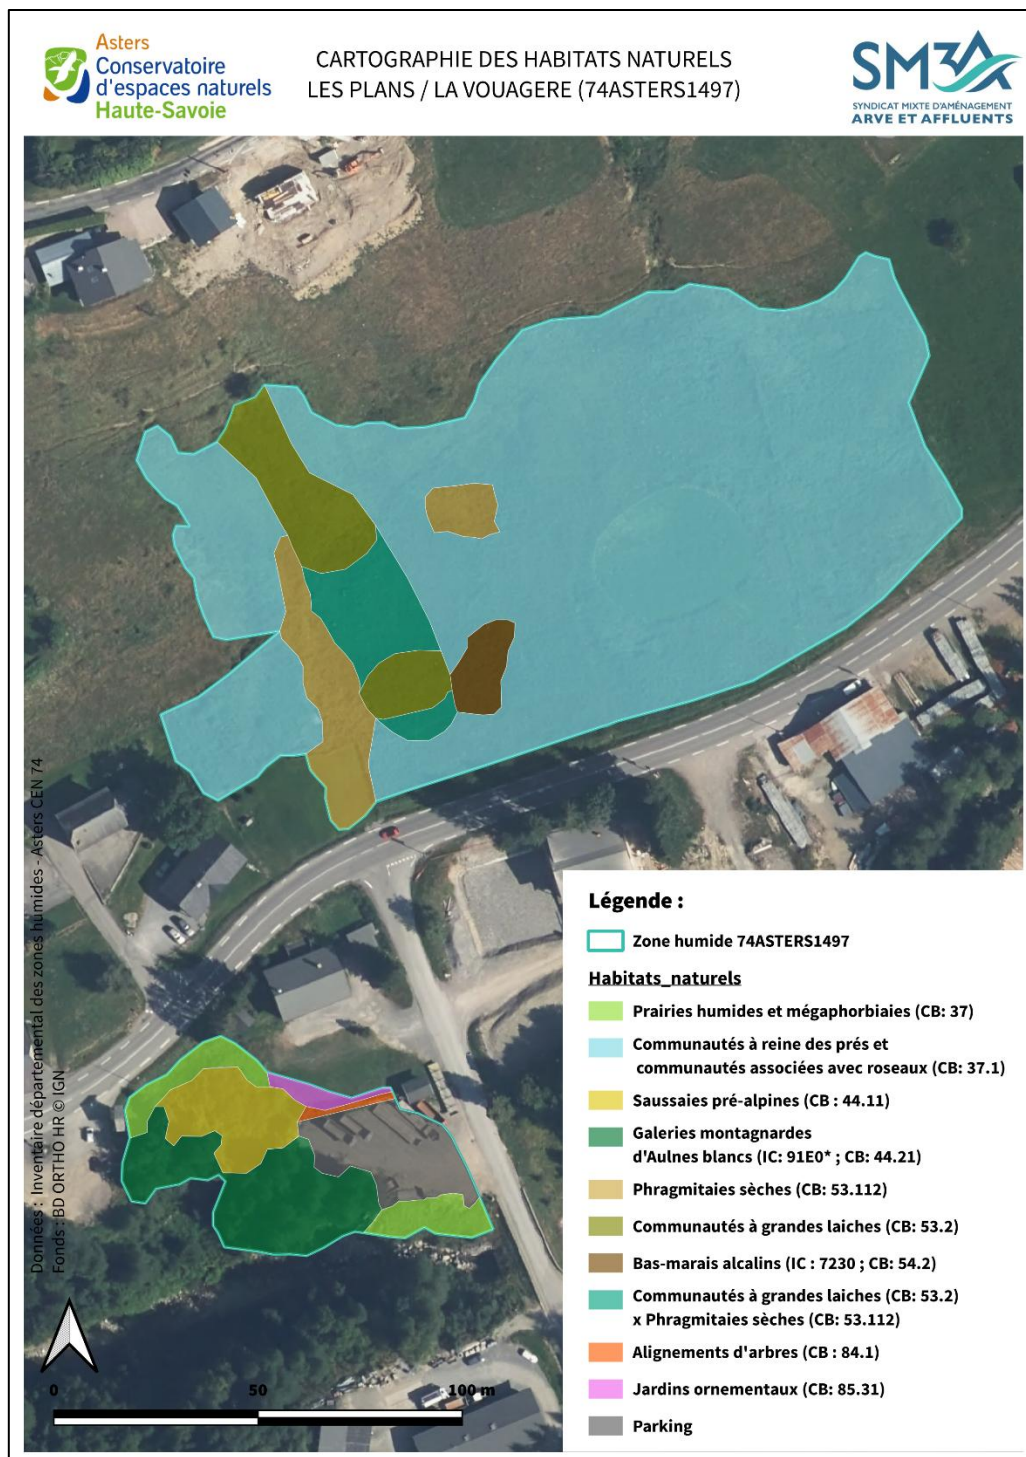 Asters
Conservatoire
d'espaces naturels
Haute-Savoie
CARTOGRAPHIE DES HABITATS NATURELS
LES PLANS / LA VOUAGERE (74ASTERS1497)
SM3A
SYNDICAT MIXTE D'AMÉNAGEMENT
ARVE ET AFFLUENTS
Données : Inventaire départemental des zones humides - Asters CEN 74
Fonds : BD ORTHO HR © IGN
0 50 100 m
Légende :
Zone humide 74ASTERS1497
Habitats_naturels
Prairies humides et mégaphorbiaies (CB: 37)
Communautés à reine des prés et
communautés associées avec roseaux (CB: 37.1)
Saussaies pré-alpines (CB : 44.11)
Galeries montagnardes
d'Aulnes blancs (IC: 91E0* ; CB: 44.21)
Phragmitaies sèches (CB: 53.112)
Communautés à grandes laiches (CB: 53.2)
Bas-marais alcalins (IC : 7230 ; CB: 54.2)
Communautés à grandes laiches (CB: 53.2)
x Phragmitaies sèches (CB: 53.112)
Alignements d'arbres (CB : 84.1)
Jardins ornementaux (CB: 85.31)
Parking